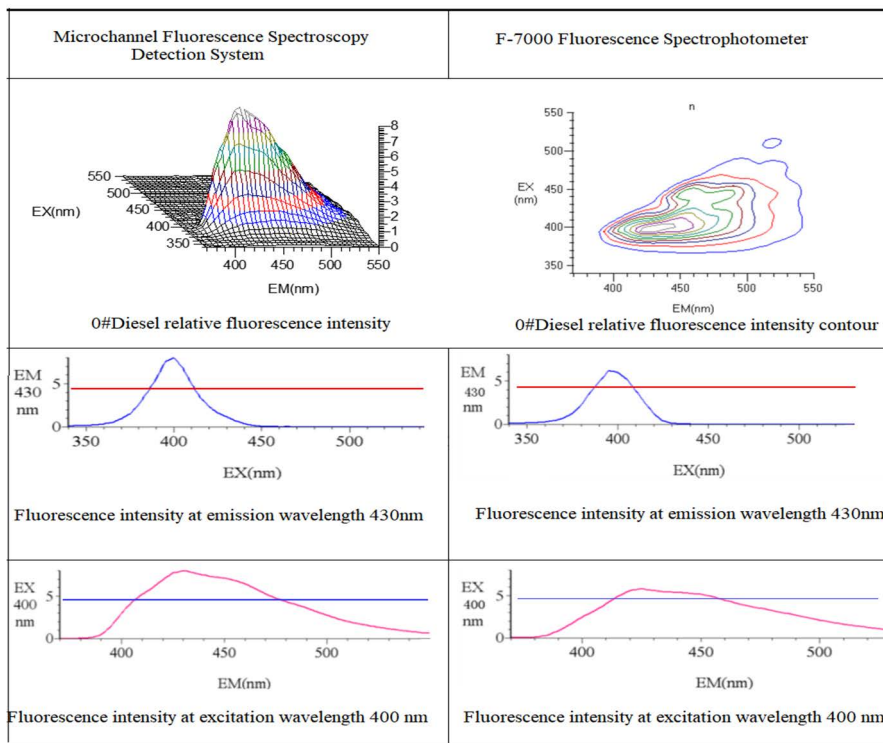 Microchannel Fluorescence Spectroscopy
Detection System
F-7000 Fluorescence Spectrophotometer
8
7
6
5
4
3
2
1
0
550
500
450
400
350
EX(nm)
400 450 500 550
EM(nm)
0#Diesel relative fluorescence intensity
n
550
500
450
400
350
EX
(nm)
400 450 500 550
EM(nm)
0#Diesel relative fluorescence intensity contour
EM
430
nm
5
0
350 400 450 500
EX(nm)
Fluorescence intensity at emission wavelength 430nm
EM
430
nm
5
0
350 400 450 500
EX(nm)
Fluorescence intensity at emission wavelength 430nm
EX
400
nm
5
0
400 450 500
EM(nm)
Fluorescence intensity at excitation wavelength 400 nm
EX
400
nm
5
0
400 450 500
EM(nm)
Fluorescence intensity at excitation wavelength 400 nm